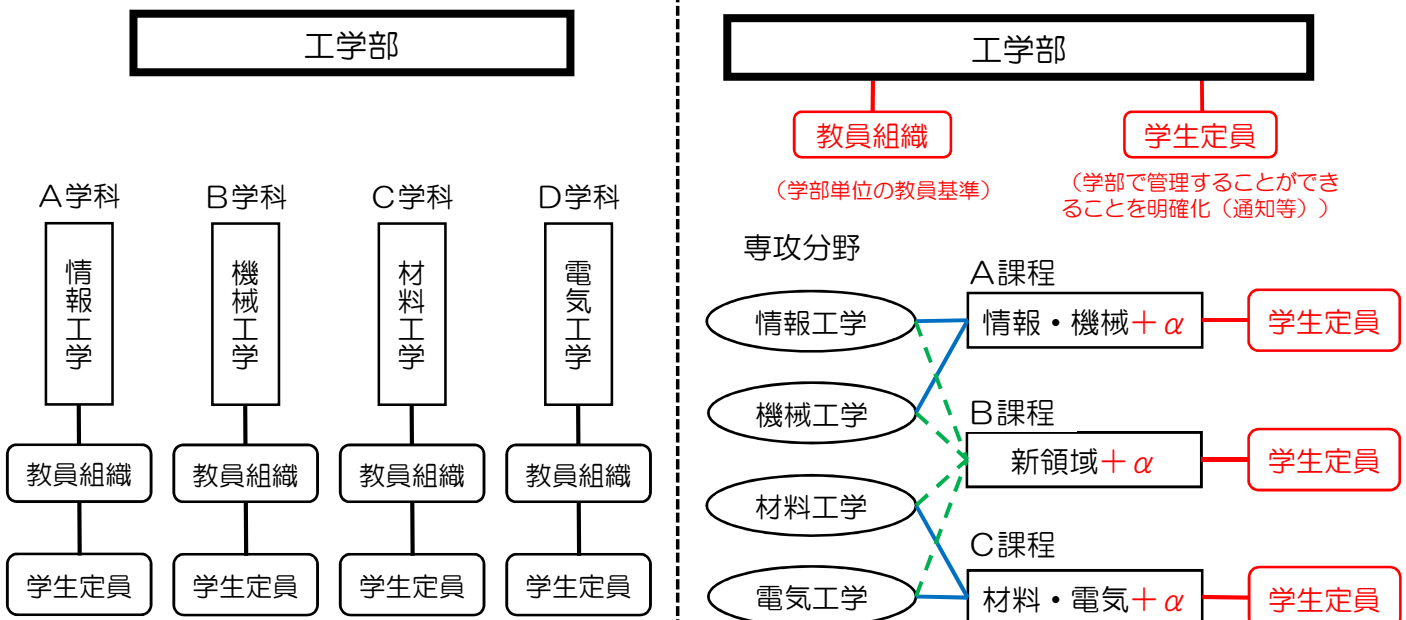 工学部
A学科
B学科
C学科
D学科
情報工学
機械工学
材料工学
電気工学
教員組織
教員組織
教員組織
教員組織
学生定員
学生定員
学生定員
学生定員
工学部
教員組織
学生定員
（学部単位の教員基準）
（学部で管理することができ
ることを明確化（通知等））
専攻分野
情報工学
機械工学
材料工学
電気工学
A課程
情報・機械＋α
学生定員
B課程
新領域＋α
学生定員
C課程
材料・電気＋α
学生定員